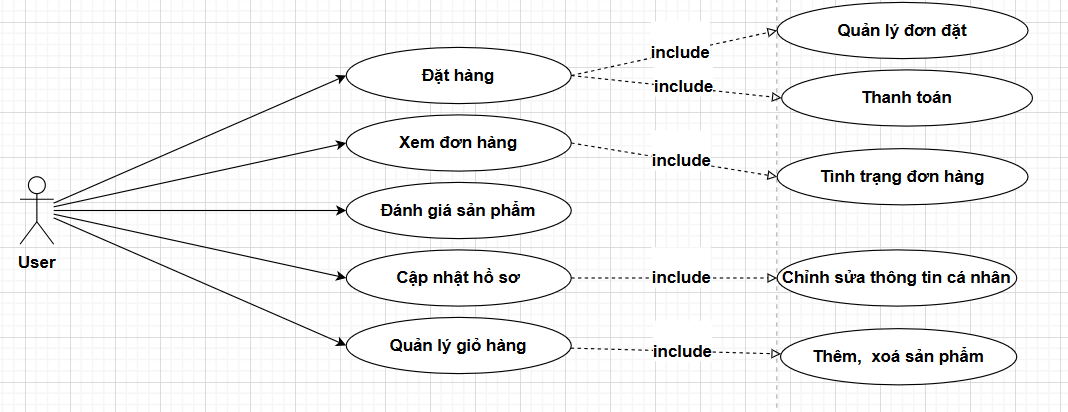 Quản lý đơn đặt
include
Đặt hàng
include
Thanh toán
Xem đơn hàng
include
Tình trạng đơn hàng
Đánh giá sản phẩm
User
Cập nhật hồ sơ
include
Chỉnh sửa thông tin cá nhân
Quản lý giỏ hàng
include
Thêm, xoá sản phẩm